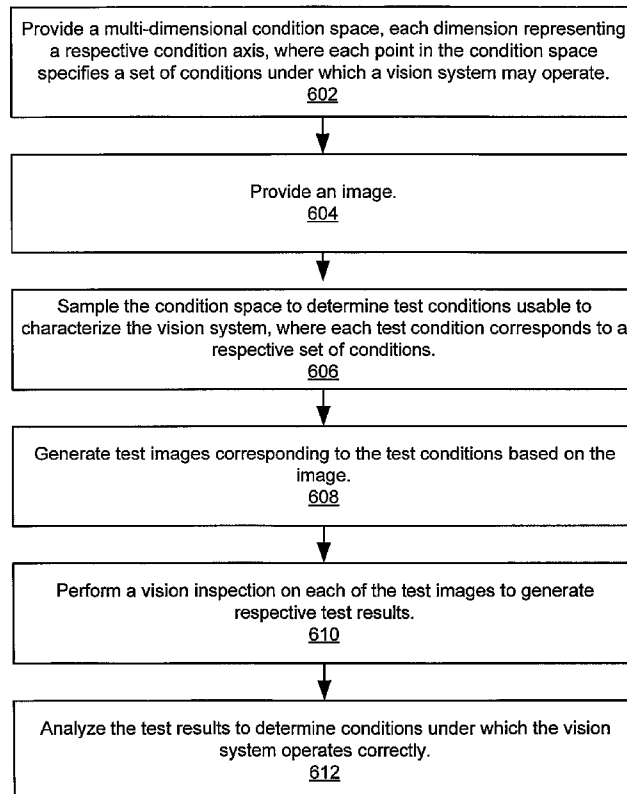 Provide a multi-dimensional condition space, each dimension representing
a respective condition axis, where each point in the condition space
specifies a set of conditions under which a vision system may operate.
602
Provide an image.
604
Sample the condition space to determine test conditions usable to
characterize the vision system, where each test condition corresponds to a
respective set of conditions.
606
Generate test images corresponding to the test conditions based on the
image.
608
Perform a vision inspection on each of the test images to generate
respective test results.
610
Analyze the test results to determine conditions under which the vision
system operates correctly.
612